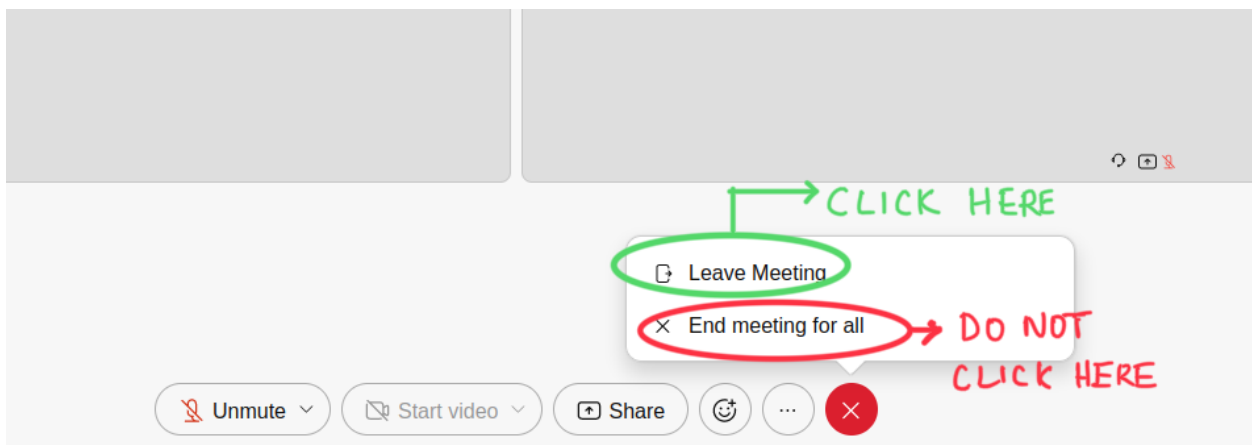 CLICK HERE
Leave Meeting
End meeting for all
DO NOT
CLICK HERE
Unmute
Start video
Share